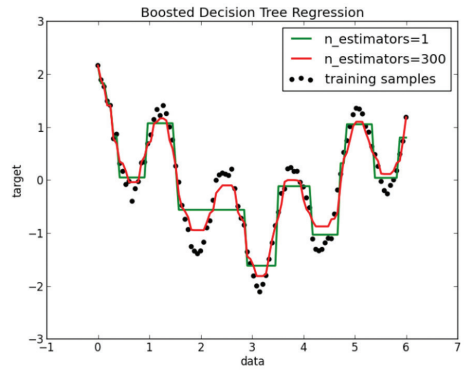 Boosted Decision Tree Regression
n_estimators=1
n_estimators=300
training samples
target
3
2
1
0
−1
−2
−3
−1 0 1 2 3 4 5 6 7
data